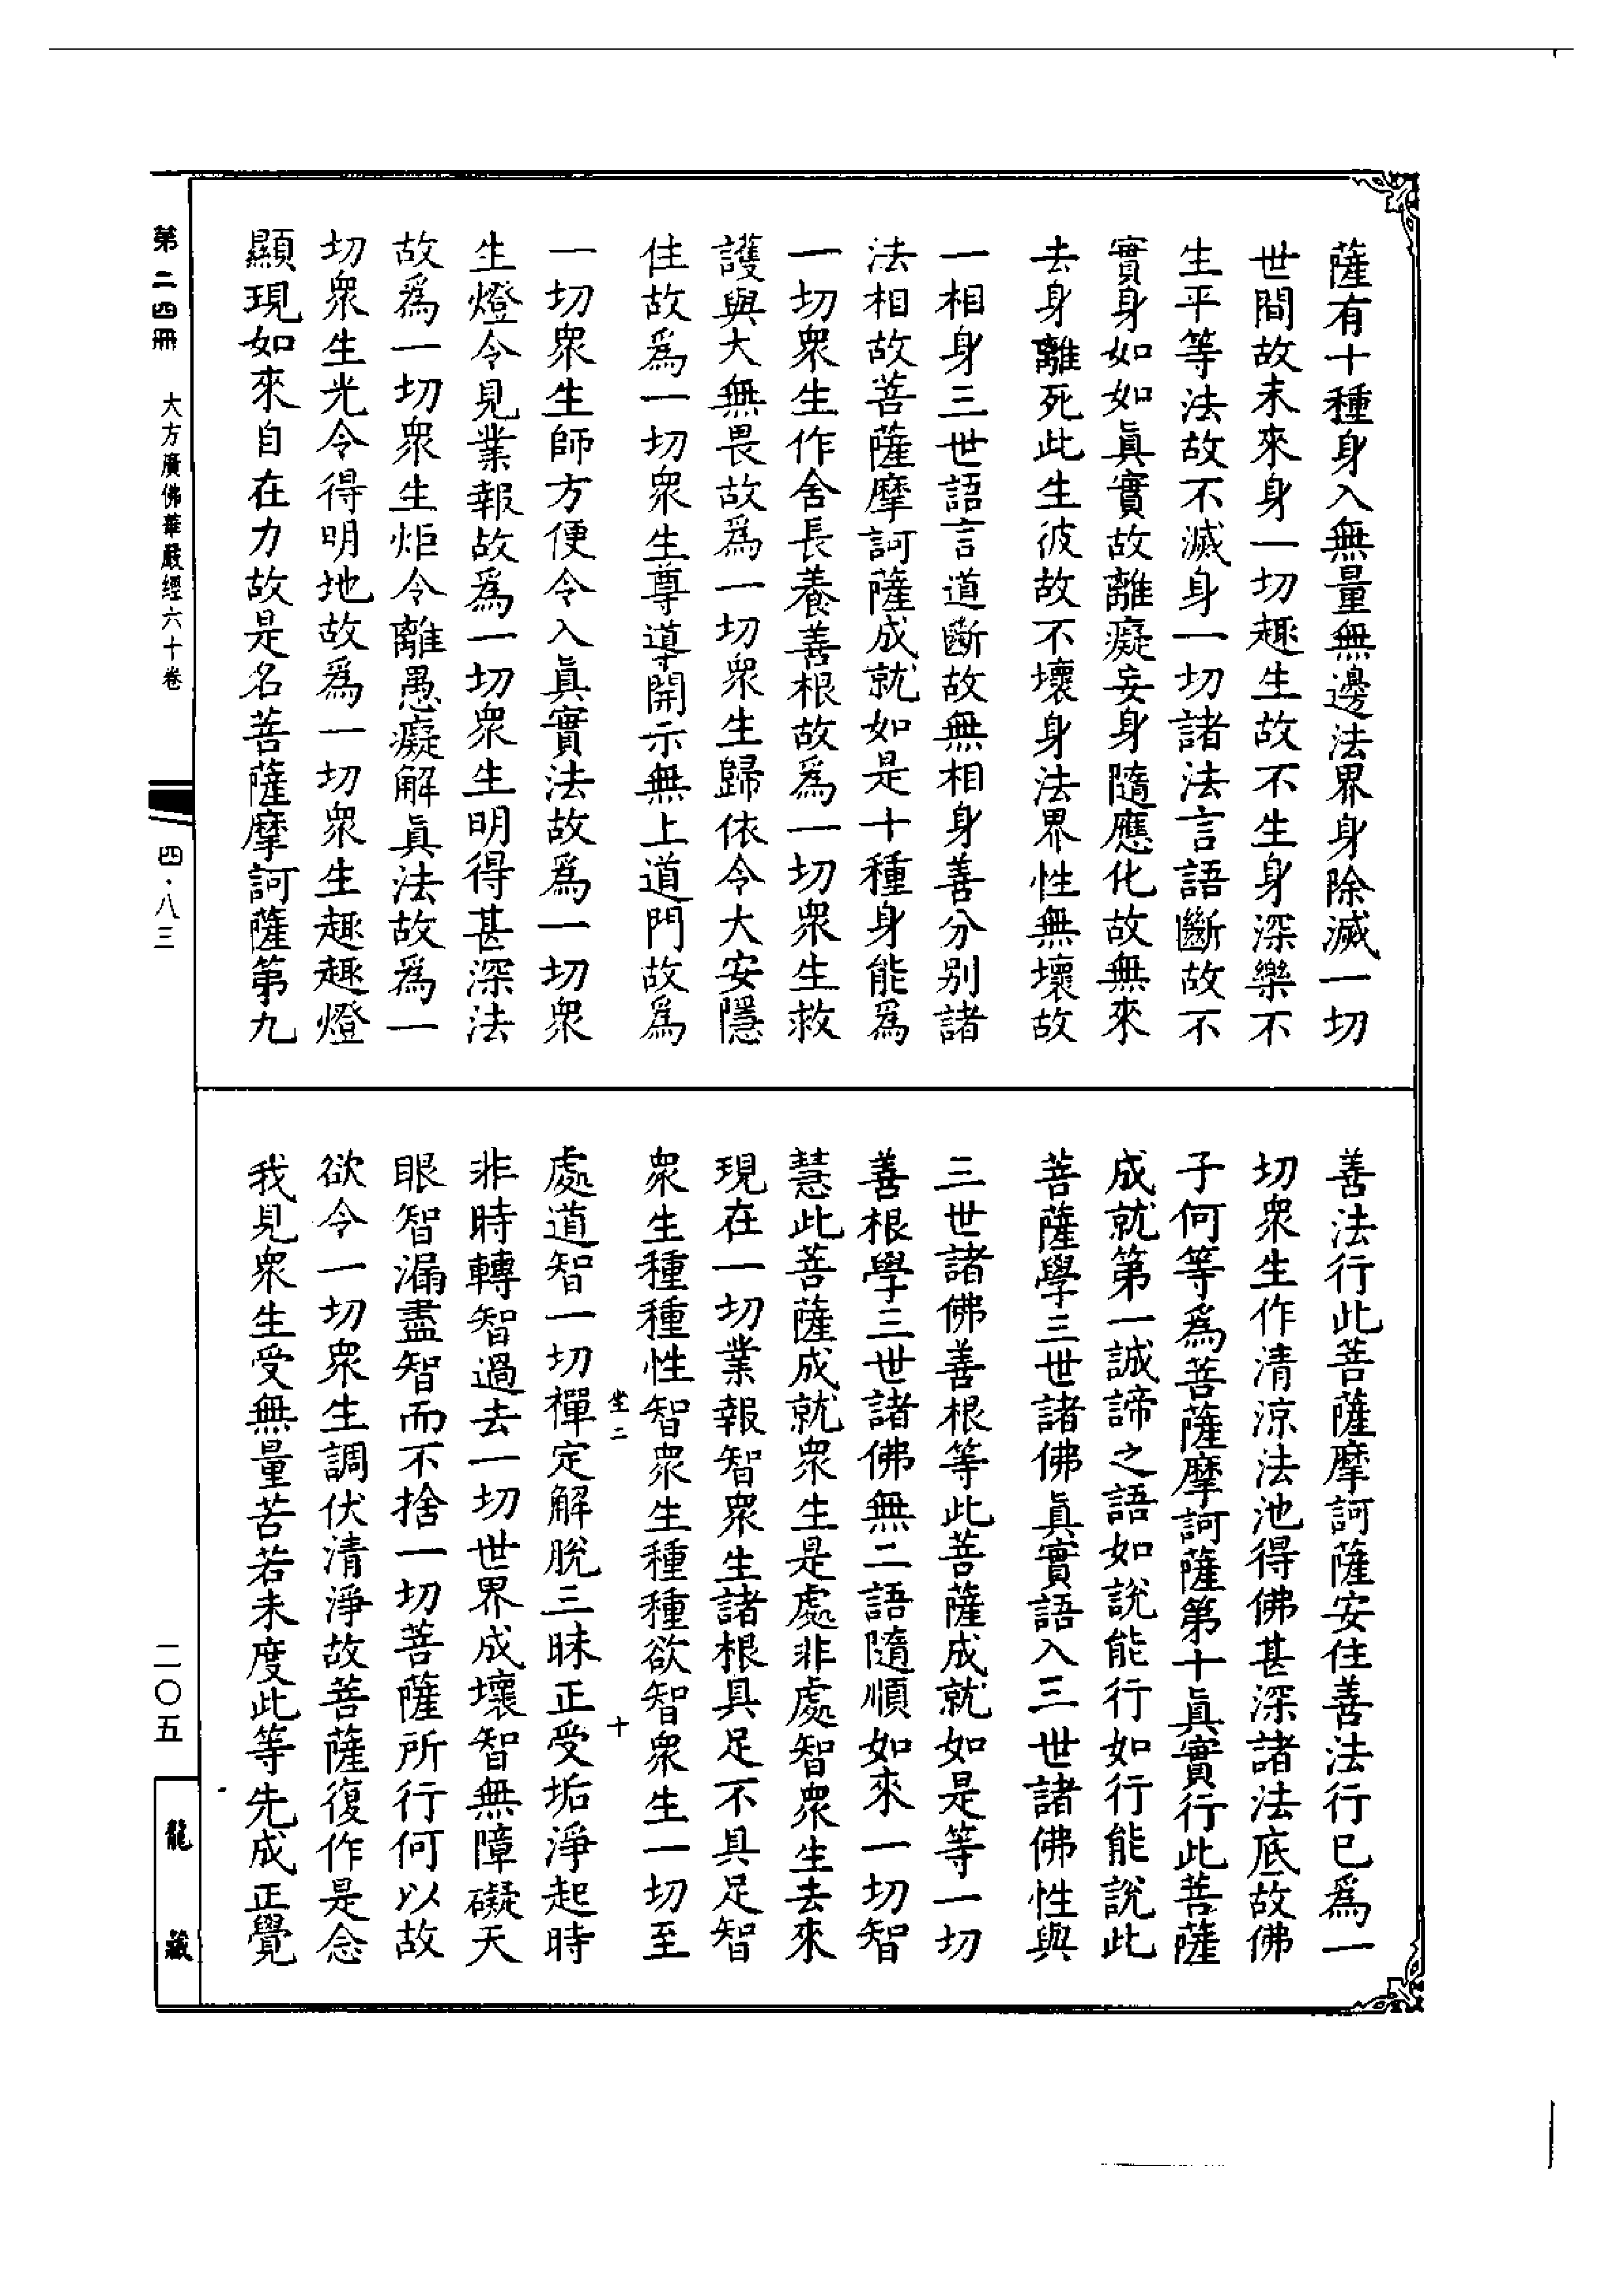 薩有十種身入無量無邊法界身除滅一切
世間故未來身一切趣生故不生身深樂不
生平等法故不滅身一切諸法言語斷故不
實身如如眞實故離癡妄身隨應化故無來
去身離死此生彼故不壞身法界性無壞故
一相身三世語言道斷故無相身善分別諸
法相故菩薩摩訶薩成就如是十種身能爲
一切衆生作舍長養善根故爲一切衆生救
護與大無畏故爲一切衆生歸依令大安隱
住故爲一切衆生尊導開示無上道門故爲
一切衆生師方便令入眞實法故爲一切衆
生燈令見業報故爲一切衆生明得甚深法
故爲一切衆生炬令離愚癡解眞法故爲一
切衆生光令得明地故爲一切衆生趣趣燈
顯現如來自在力故是名菩薩摩訶薩第九
善法行此菩薩摩訶薩安住善法行已爲一
切衆生作清涼法池得佛甚深諸法底故佛
子何等爲菩薩摩訶薩第十眞實行此菩薩
成就第一誠諦之語如說能行如行能說此
菩薩學三世諸佛眞實語入三世諸佛性與
三世諸佛善根等此菩薩成就如是等一切
善根學三世諸佛無二語隨順如來一切智
慧此菩薩成就衆生是處非處智衆生去來
現在一切業報智衆生諸根具足不具足智
衆生種種性智衆生種種欲智衆生一切至
坐二 十
處道智一切禪定解脫三昧正受垢淨起時
非時轉智過去一切世界成壞智無障礙天
眼智漏盡智而不捨一切菩薩所行何以故
欲令一切衆生調伏清淨故菩薩復作是念
我見衆生受無量苦若未度此等先成正覺
第二四冊 大方廣佛華嚴經六十卷 四·八三 二〇五 龍藏